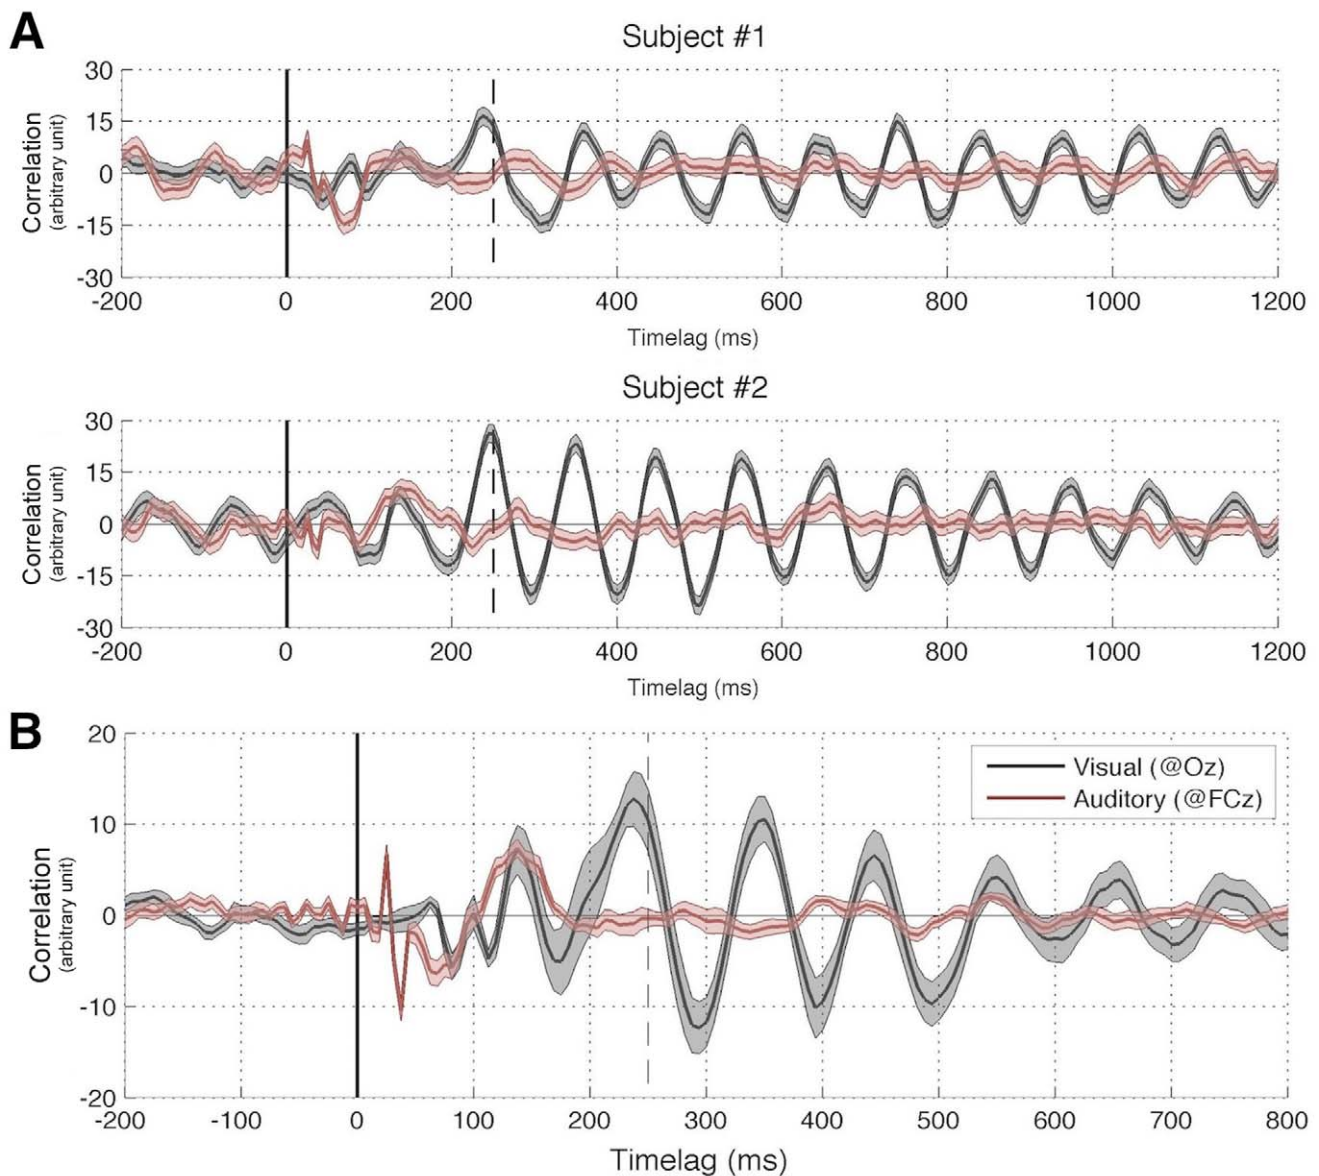 A
Subject #1
30
15
0
-15
-30
Correlation
(arbitrary unit)
-200 0 200 400 600 800 1000 1200
Timelag (ms)
Subject #2
30
15
0
-15
-30
Correlation
(arbitrary unit)
-200 0 200 400 600 800 1000 1200
Timelag (ms)
B
20
10
0
-10
-20
Correlation
(arbitrary unit)
Visual (@Oz)
Auditory (@FCz)
-200 -100 0 100 200 300 400 500 600 700 800
Timelag (ms)